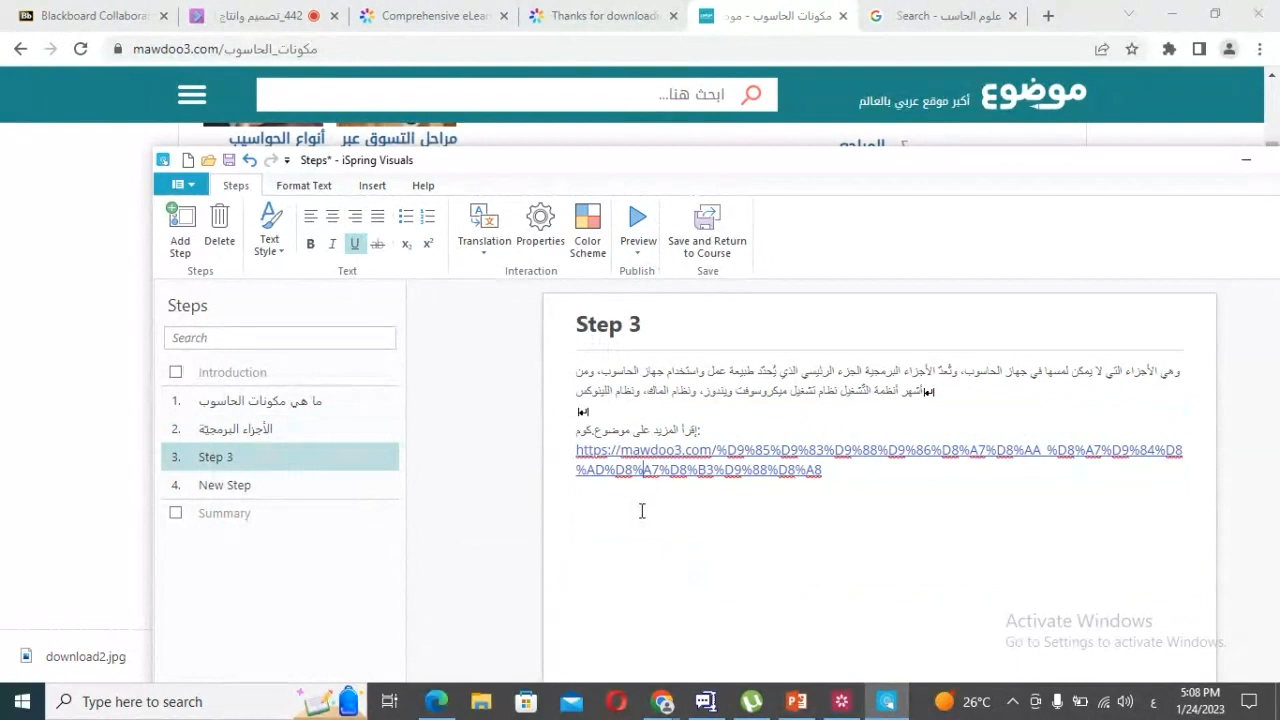 Blackboard Collaborat
442_تصميم وانتاج
Comprehensive eLear
Thanks for downloadin
مكونات الحاسوب - مود
علوم الحاسب - Search
mawdoo3.com/مكونات_الحاسوب
ابحث هنا...
أكبر موقع عربي بالعالم
موضوع
أنواع الحواسيب
مراحل التسوق عبر
المراجع
Steps* - iSpring Visuals
Steps
Format Text
Insert
Help
Add Step
Delete
Text Style
B I U ab x₂ x²
Translation
Properties
Color Scheme
Preview
Save and Return to Course
Steps
Text
Interaction
Publish
Save
Steps
Search
Introduction
1. ما هي مكونات الحاسوب
2. الأجزاء البرمجيّة
3. Step 3
4. New Step
Summary
Step 3
وهي الأجزاء التي لا يمكن لمسها في جهاز الحاسوب، وتُعدّ الأجزاء البرمجية الجزء الرئيسي الذي يُحدّد طبيعة عمل واستخدام جهاز الحاسوب، ومن
أشهر أنظمة التّشغيل نظام تشغيل ميكروسوفت ويندوز، ونظام الماك، ونظام اللينوكس
إقرأ المزيد على موضوع.كوم:
https://mawdoo3.com/%D9%85%D9%83%D9%88%D9%86%D8%A7%D8%AA_%D8%A7%D9%84%D8
%AD%D8%A7%D8%B3%D9%88%D8%A8
Activate Windows
Go to Settings to activate Windows.
download2.jpg
Type here to search
26°C
ع
5:08 PM
1/24/2023